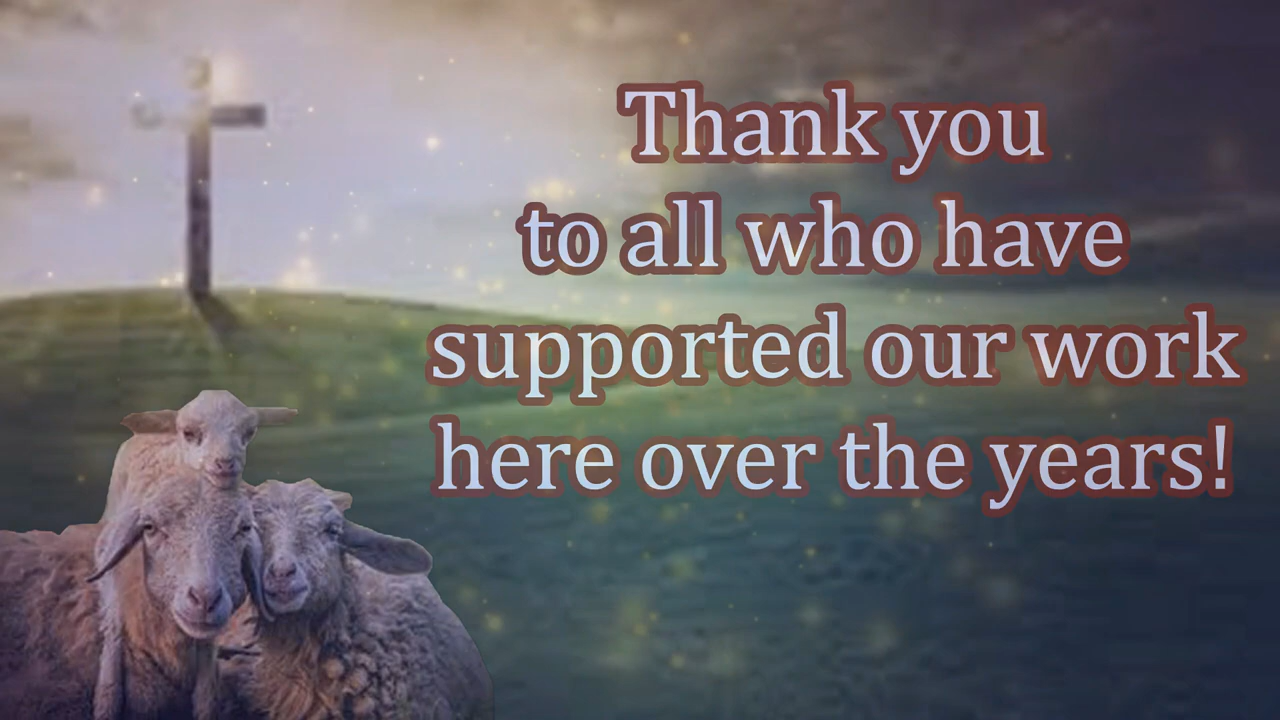 Thank you
to all who have
supported our work
here over the years!